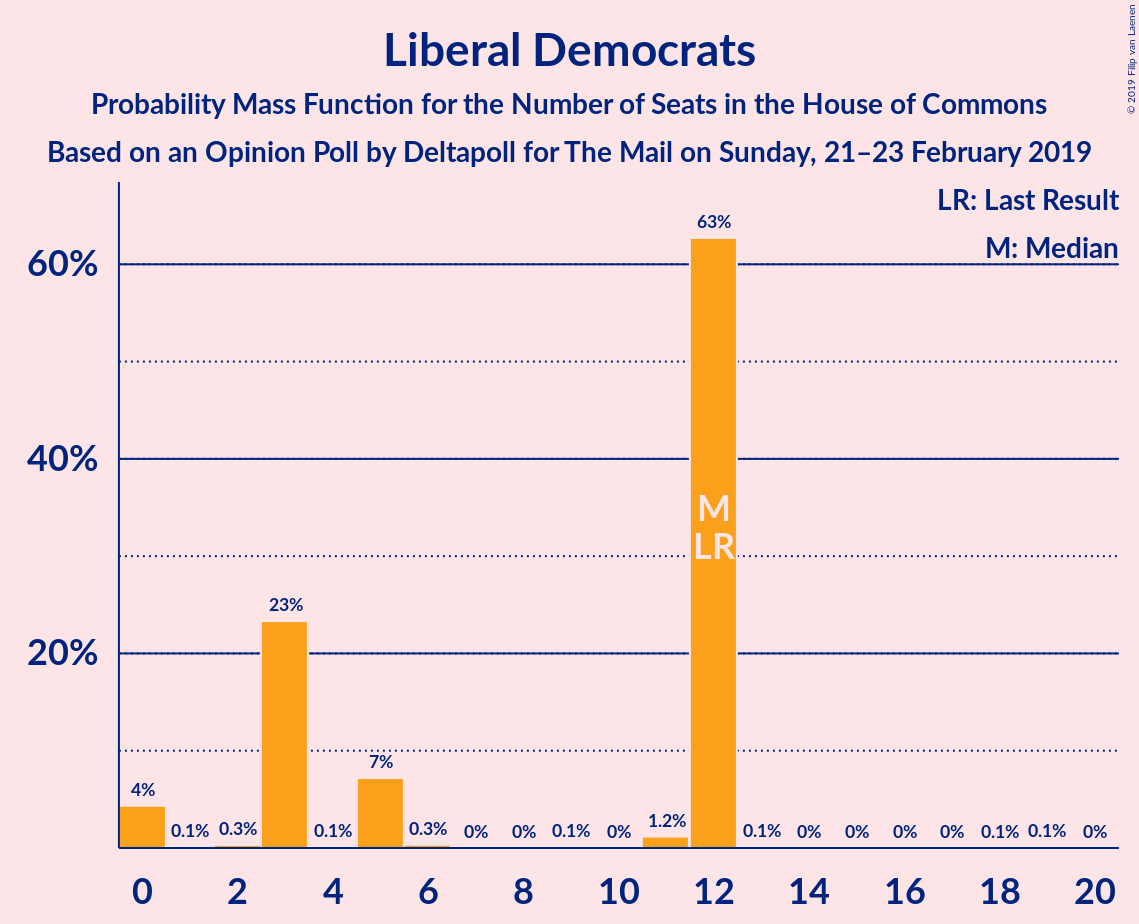 © 2019 Filip van Laenen
Liberal Democrats
Probability Mass Function for the Number of Seats in the House of Commons
Based on an Opinion Poll by Deltapoll for The Mail on Sunday, 21–23 February 2019
LR: Last Result
M: Median
60%
40%
20%
4%
0.1%
0.3%
23%
0.1%
7%
0.3%
0%
0%
0.1%
0%
1.2%
63%
0.1%
0%
0%
0%
0%
0.1%
0.1%
0%
M
LR
0 2 4 6 8 10 12 14 16 18 20